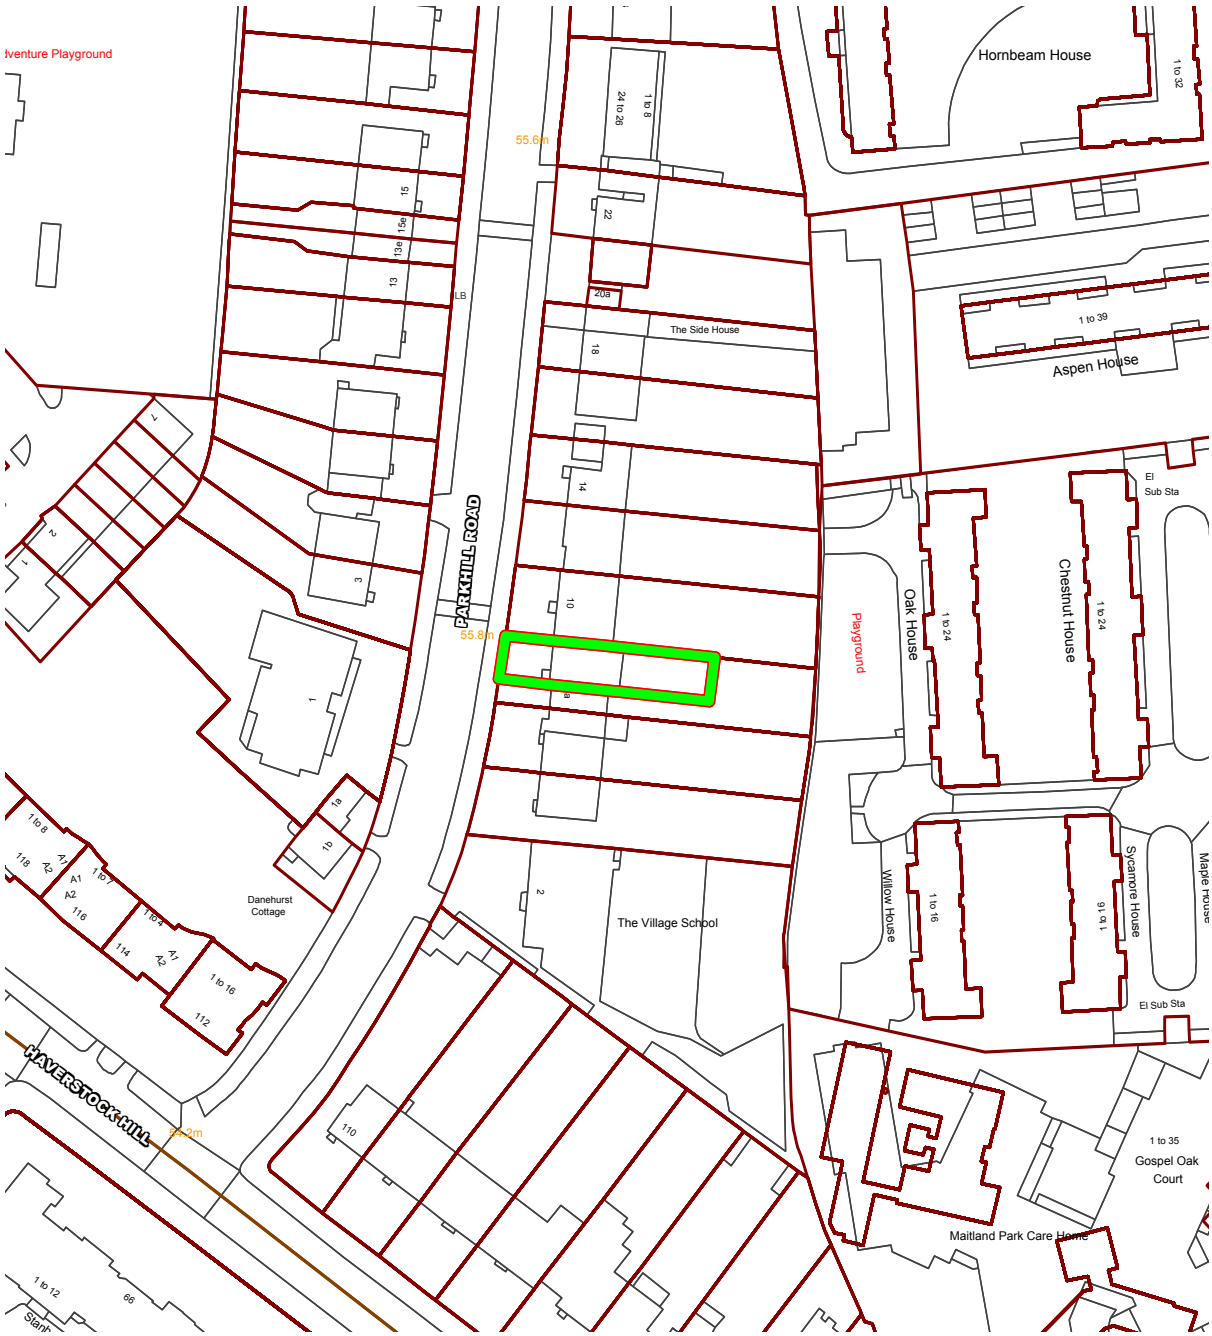 dventure Playground
Hornbeam House
1 to 32
1 to 8
24 to 26
55.6m
15
22
15e
13e
13
LB
20a
The Side House
18
1 to 39
Aspen House
7
2
1
El
Sub Sta
14
PARKHILL ROAD
3
10
55.8m
Oak House
1 to 24
Chestnut House
1 to 24
Playground
a
1
1a
1b
1 to 8
118
A1
A2
A1
A2
1 to 7
116
1 to 4
114
A1
A2
1 to 16
112
Danehurst
Cottage
2
The Village School
Willow House
1 to 16
1 to 16
Sycamore House
Maple House
El Sub Sta
HAVERSTOCK HILL
54.2m
110
1 to 35
Gospel Oak
Court
Maitland Park Care Home
1 to 12
66